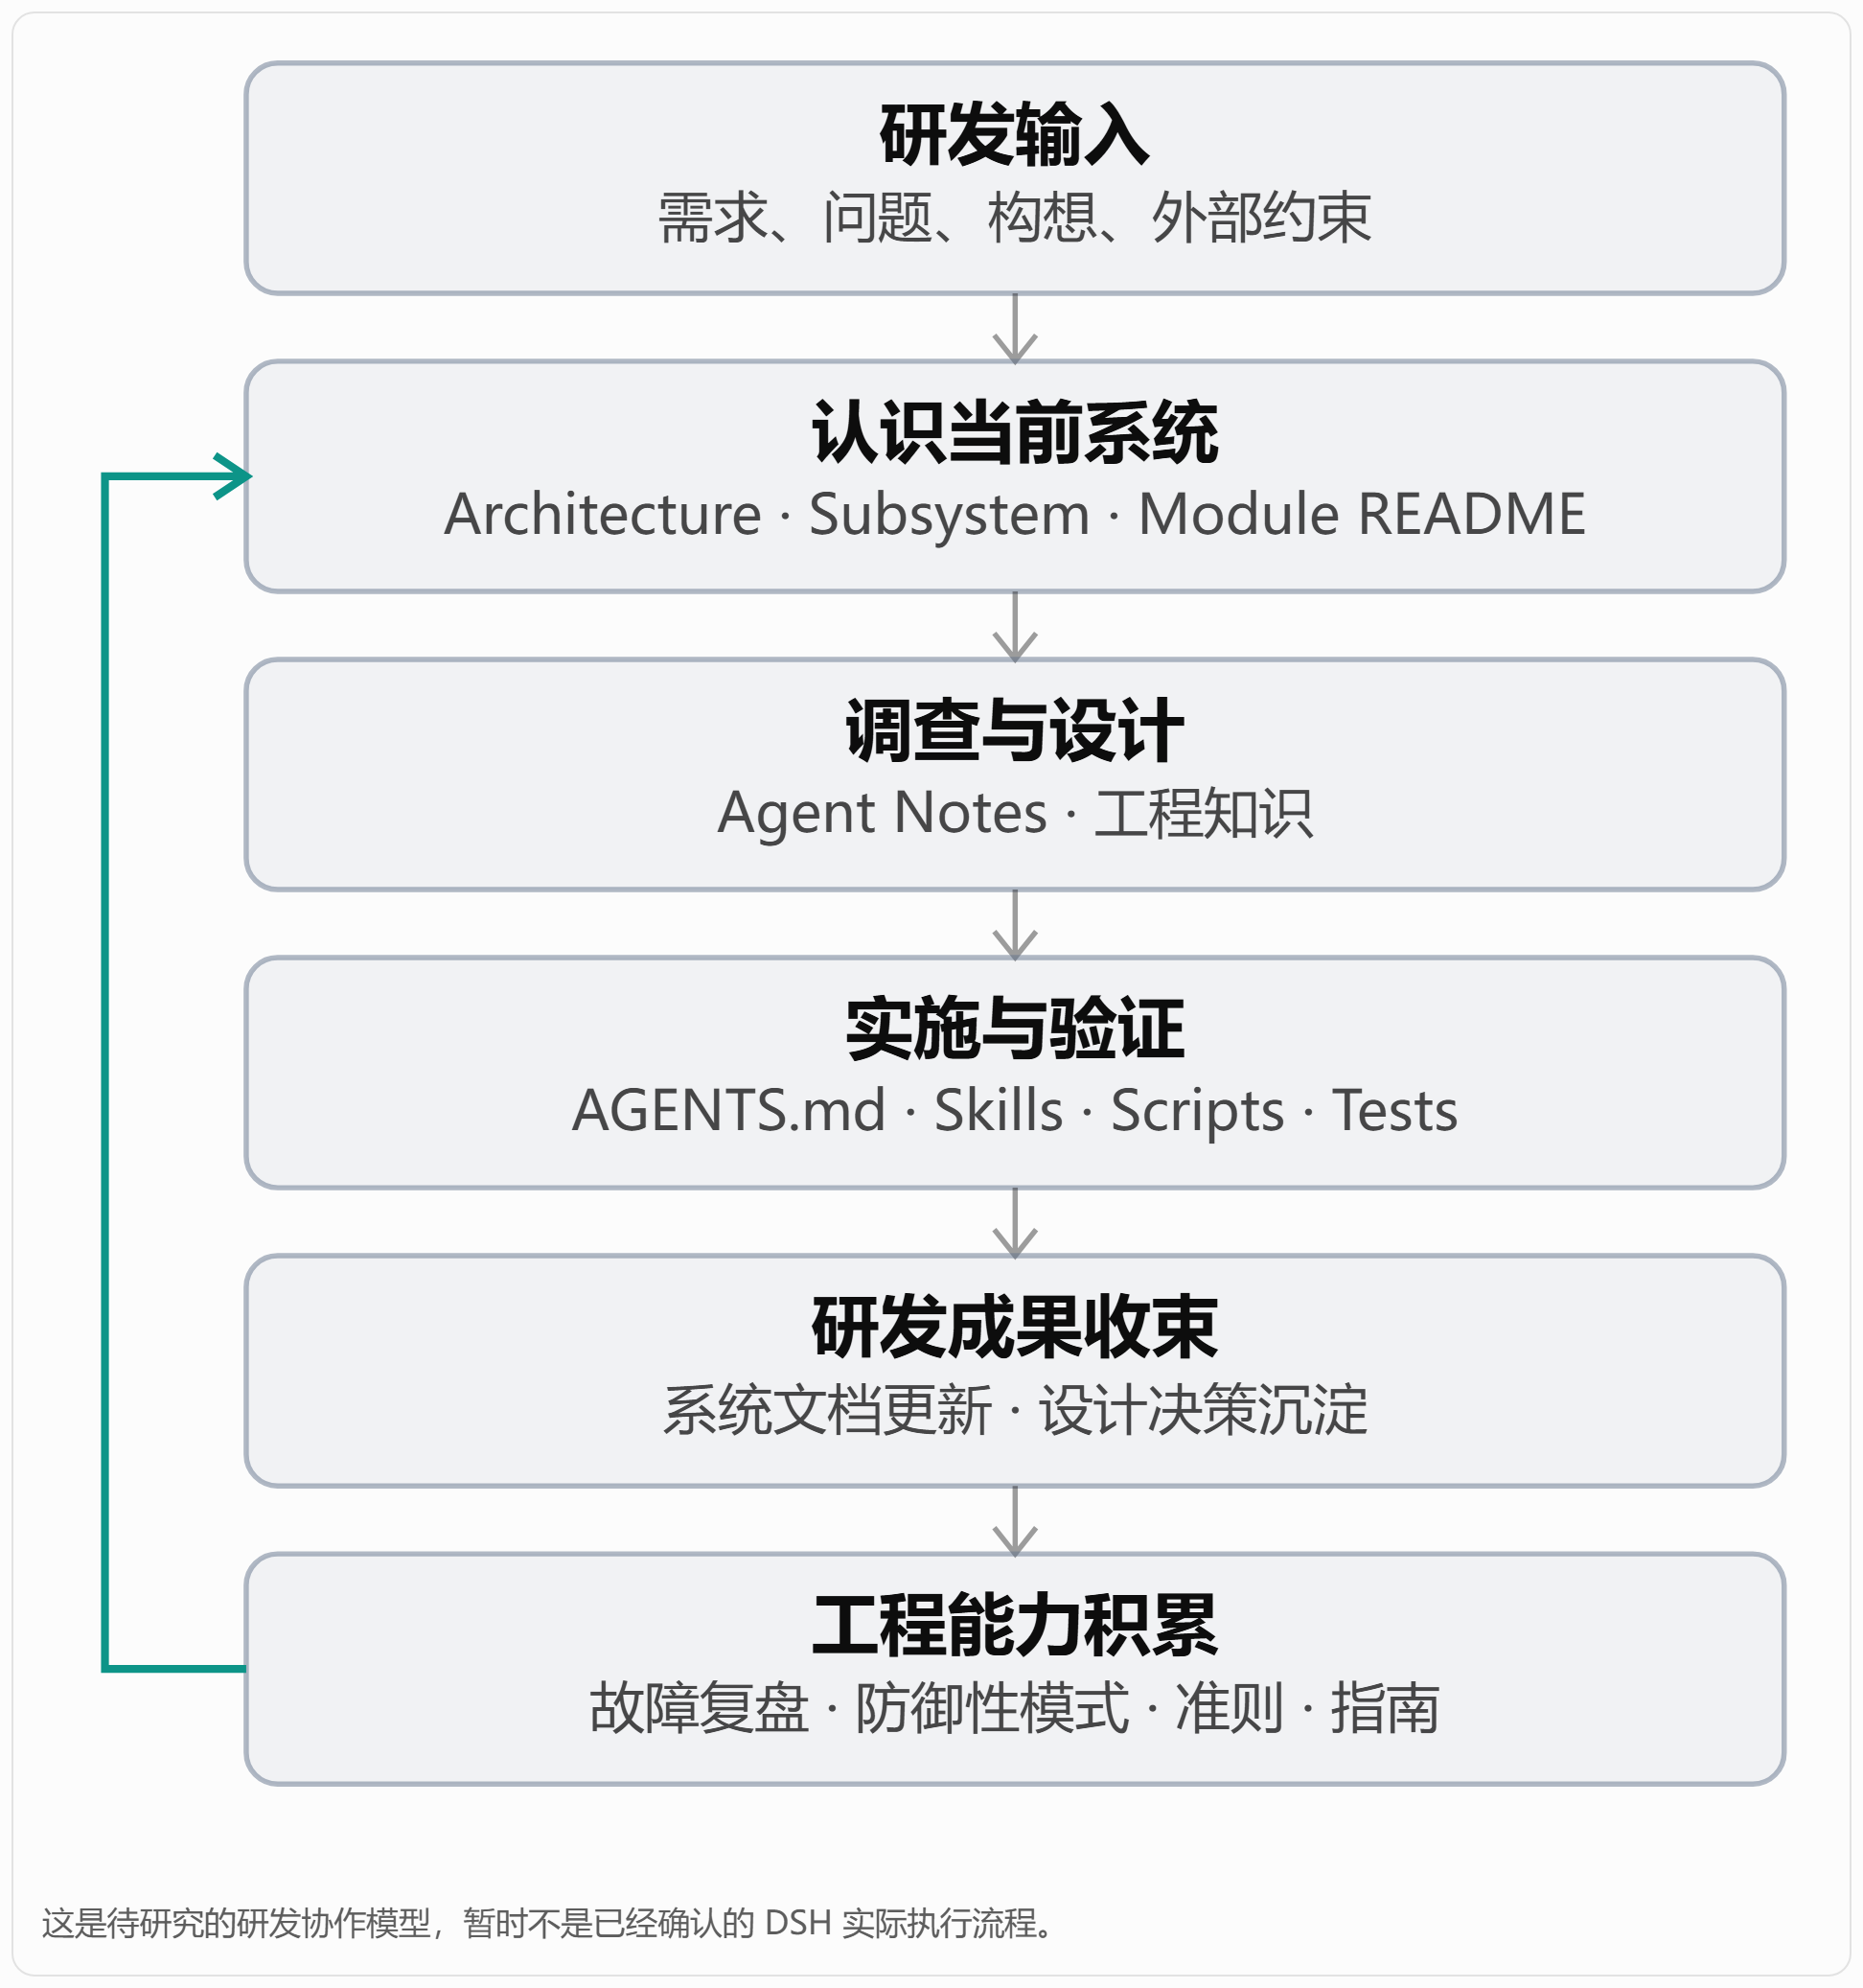 研发输入
需求、问题、构想、外部约束
认识当前系统
Architecture · Subsystem · Module README
调查与设计
Agent Notes · 工程知识
实施与验证
AGENTS.md · Skills · Scripts · Tests
研发成果收束
系统文档更新 · 设计决策沉淀
工程能力积累
故障复盘 · 防御性模式 · 准则 · 指南
这是待研究的研发协作模型，暂时不是已经确认的 DSH 实际执行流程。